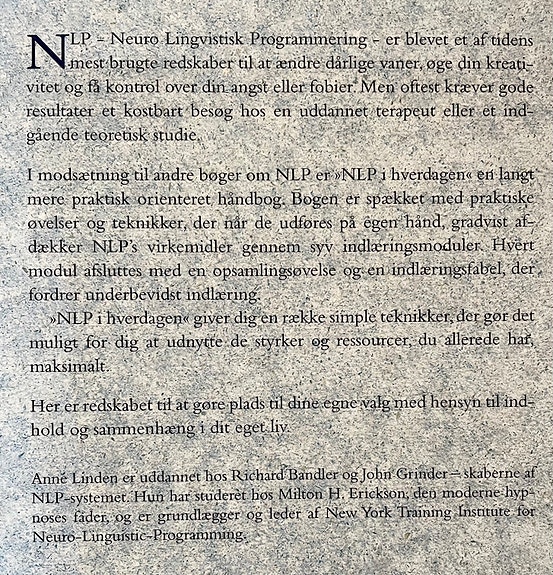 NLP – Neuro Lingvistisk Programmering – er blevet et af tidens
mest brugte redskaber til at ændre dårlige vaner, øge din kreati-
vitet og få kontrol over din angst eller fobier. Men oftest kræver gode
resultater et kostbart besøg hos en uddannet terapeut eller et ind-
gående teoretisk studie.
I modsætning til andre bøger om NLP er »NLP i hverdagen« en langt
mere praktisk orienteret håndbog. Bogen er spækket med praktiske
øvelser og teknikker, der når de udføres på egen hånd, gradvist af-
dækker NLP's virkemidler gennem syv indlæringsmoduler. Hvert
modul afsluttes med en opsamlingsøvelse og en indlæringsfabel, der
fordrer underbevidst indlæring.
»NLP i hverdagen« giver dig en række simple teknikker, der gør det
muligt for dig at udnytte de styrker og ressourcer, du allerede har,
maksimalt.
Her er redskabet til at gøre plads til dine egne valg med hensyn til ind-
hold og sammenhæng i dit eget liv.
Anné Linden er uddannet hos Richard Bandler og John Grinder – skaberne af
NLP-systemet. Hun har studeret hos Milton H. Erickson, den moderne hyp-
noses fader, og er grundlægger og leder af New York Training Institute for
Neuro-Linguistic-Programming.